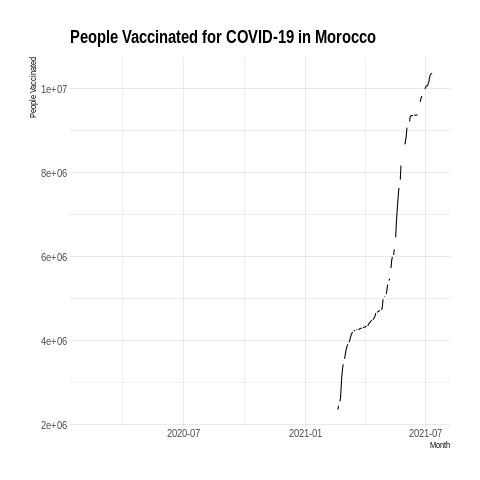 People Vaccinated for COVID-19 in Morocco
People Vaccinated
1e+07
8e+06
6e+06
4e+06
2e+06
2020-07
2021-01
2021-07
Month